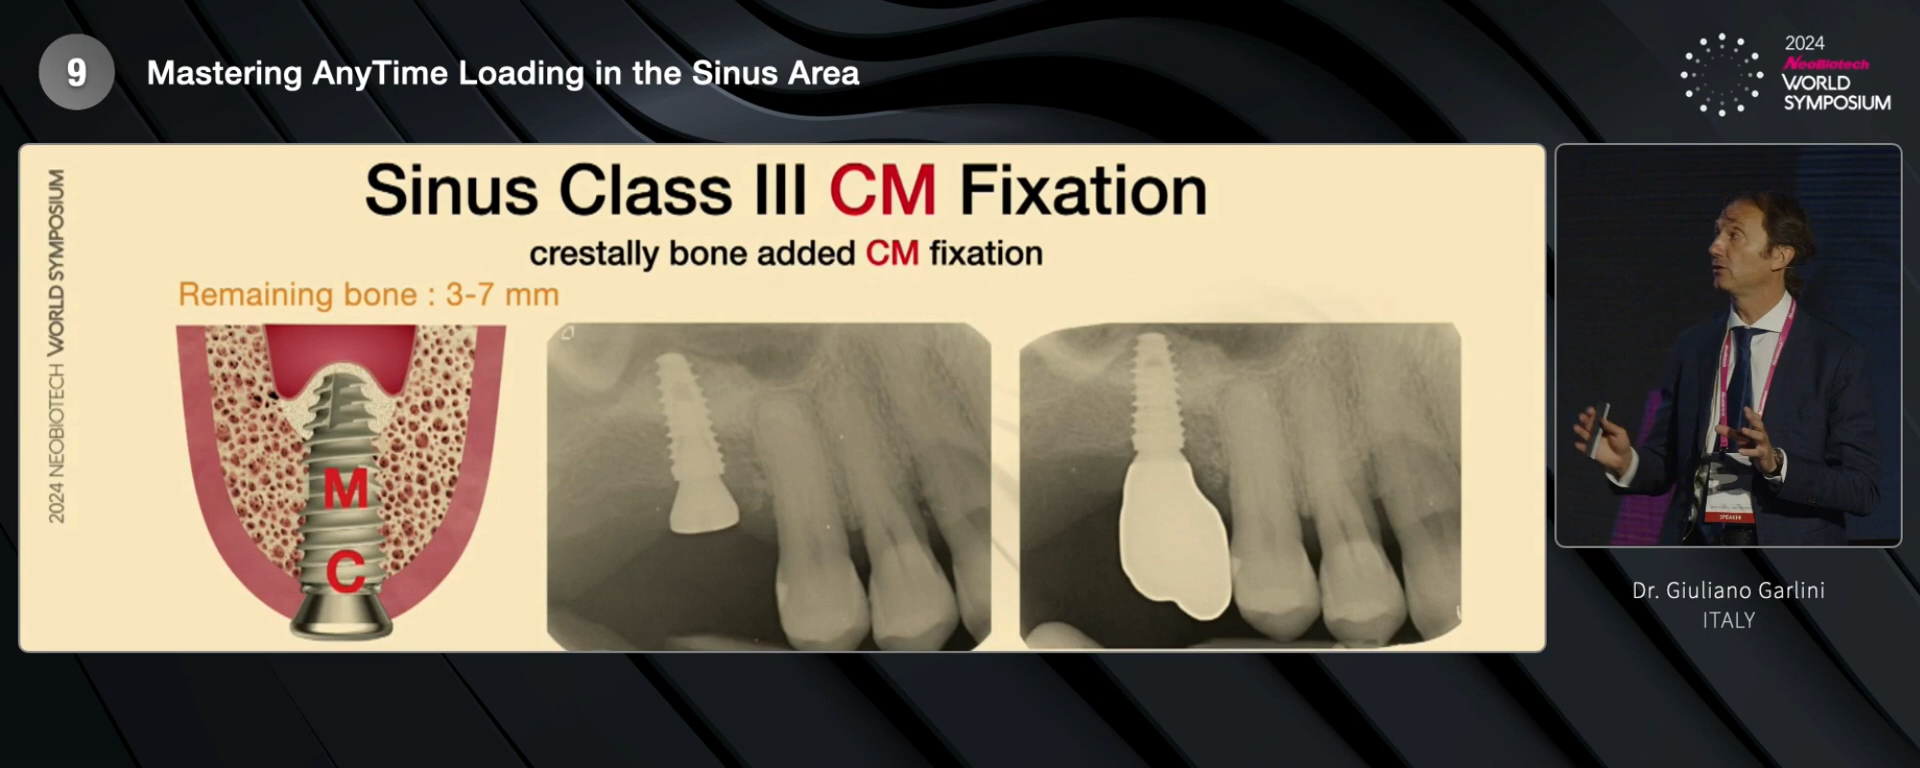 9
Mastering AnyTime Loading in the Sinus Area
2024
NeoBiotech
WORLD
SYMPOSIUM
2024 NEOBIOTECH WORLD SYMPOSIUM
Sinus Class III CM Fixation
crestally bone added CM fixation
Remaining bone : 3-7 mm
M
C
SPEAKER
Dr. Giuliano Garlini
ITALY